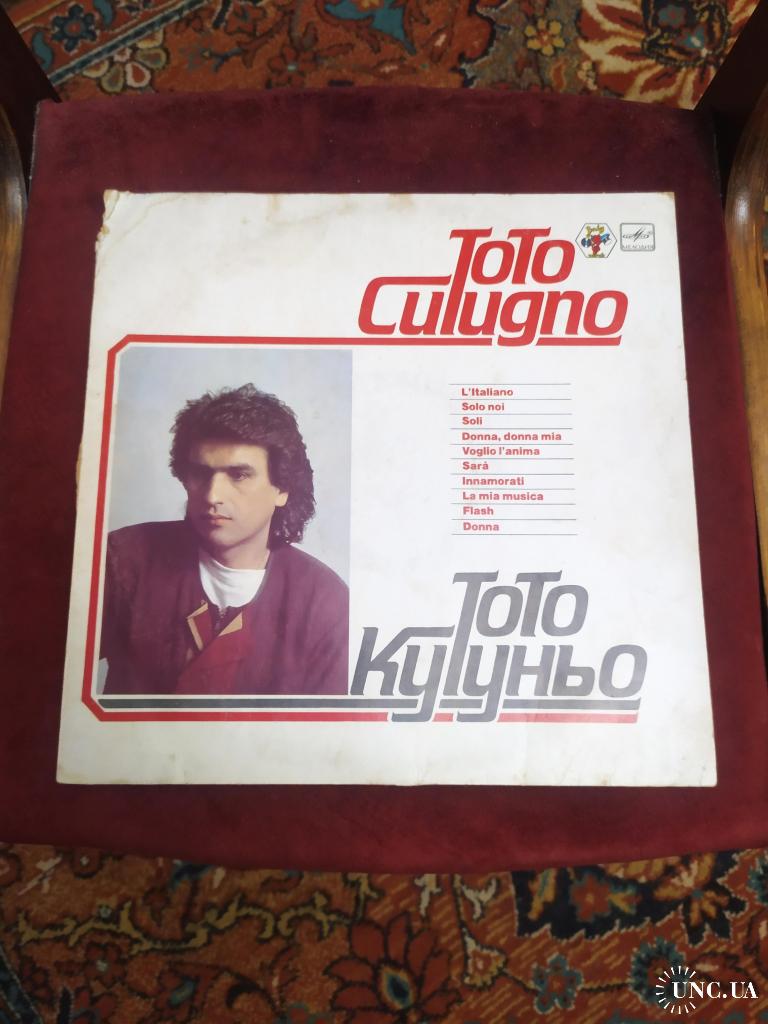 ToTo
Cutugno
МЕЛОДИЯ
L'Italiano
Solo noi
Soli
Donna, donna mia
Voglio l'anima
Sarà
Innamorati
La mia musica
Flash
Donna
ТоТо
Кутуньо
UNC.UA